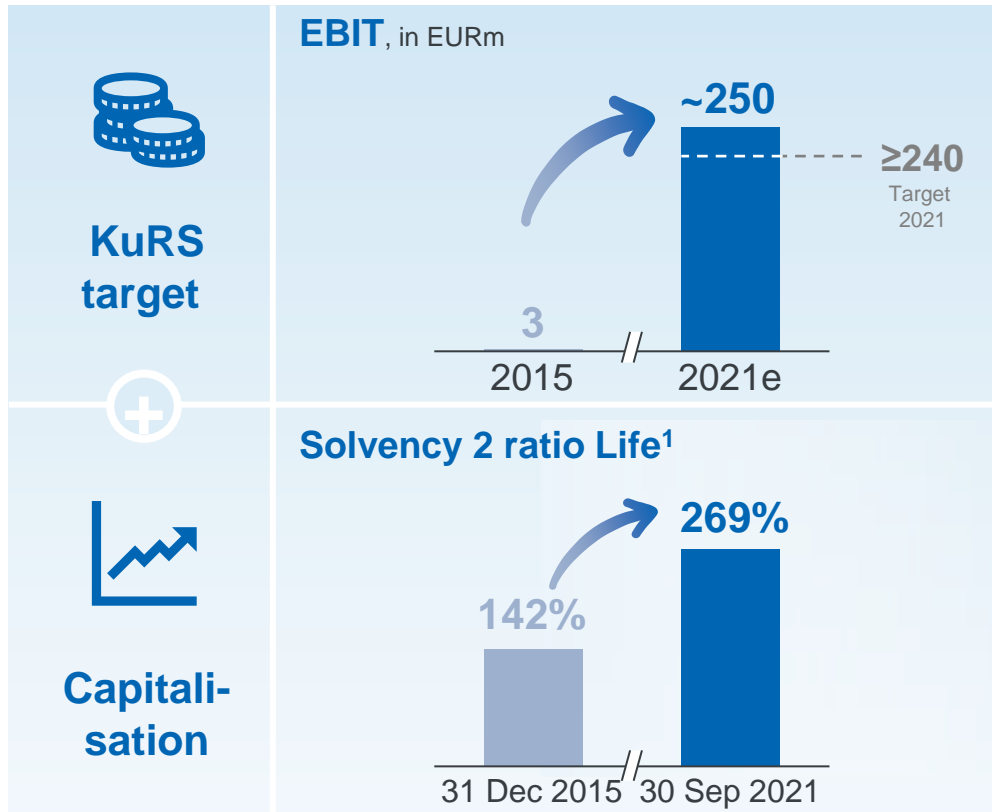 KuRS
target
EBIT, in EURm
~250
≥240
Target
2021
3
2015
2021e
Capitali-
sation
Solvency 2 ratio Life¹
269%
142%
31 Dec 2015
30 Sep 2021